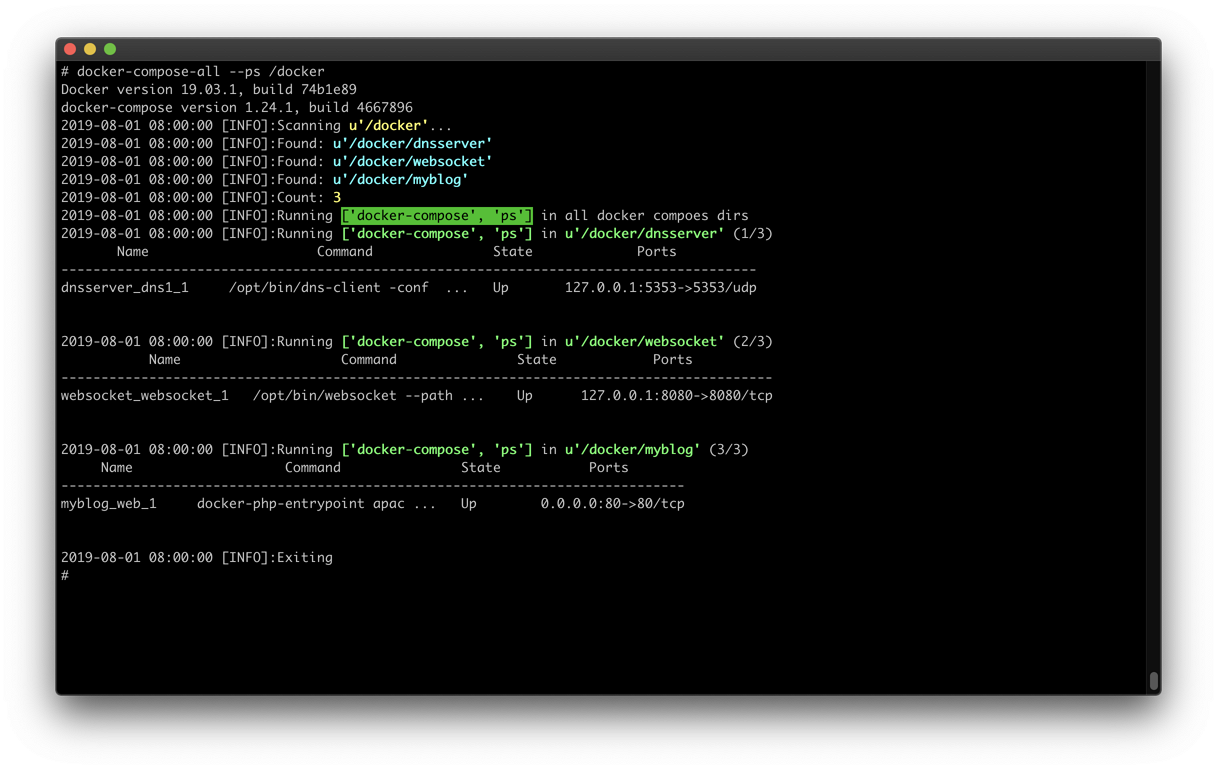 # docker-compose-all --ps /docker
Docker version 19.03.1, build 74b1e89
docker-compose version 1.24.1, build 4667896
2019-08-01 08:00:00 [INFO]:Scanning u'/docker'...
2019-08-01 08:00:00 [INFO]:Found: u'/docker/dnsserver'
2019-08-01 08:00:00 [INFO]:Found: u'/docker/websocket'
2019-08-01 08:00:00 [INFO]:Found: u'/docker/myblog'
2019-08-01 08:00:00 [INFO]:Count: 3
2019-08-01 08:00:00 [INFO]:Running ['docker-compose', 'ps'] in all docker compoes dirs
2019-08-01 08:00:00 [INFO]:Running ['docker-compose', 'ps'] in u'/docker/dnsserver' (1/3)
       Name                     Command               State             Ports
---------------------------------------------------------------------------------------
dnsserver_dns1_1     /opt/bin/dns-client -conf  ...   Up       127.0.0.1:5353->5353/udp
2019-08-01 08:00:00 [INFO]:Running ['docker-compose', 'ps'] in u'/docker/websocket' (2/3)
           Name                    Command               State            Ports
-----------------------------------------------------------------------------------------
websocket_websocket_1   /opt/bin/websocket --path ...    Up      127.0.0.1:8080->8080/tcp
2019-08-01 08:00:00 [INFO]:Running ['docker-compose', 'ps'] in u'/docker/myblog' (3/3)
     Name                   Command               State           Ports
------------------------------------------------------------------------------
myblog_web_1     docker-php-entrypoint apac ...   Up        0.0.0.0:80->80/tcp
2019-08-01 08:00:00 [INFO]:Exiting
#